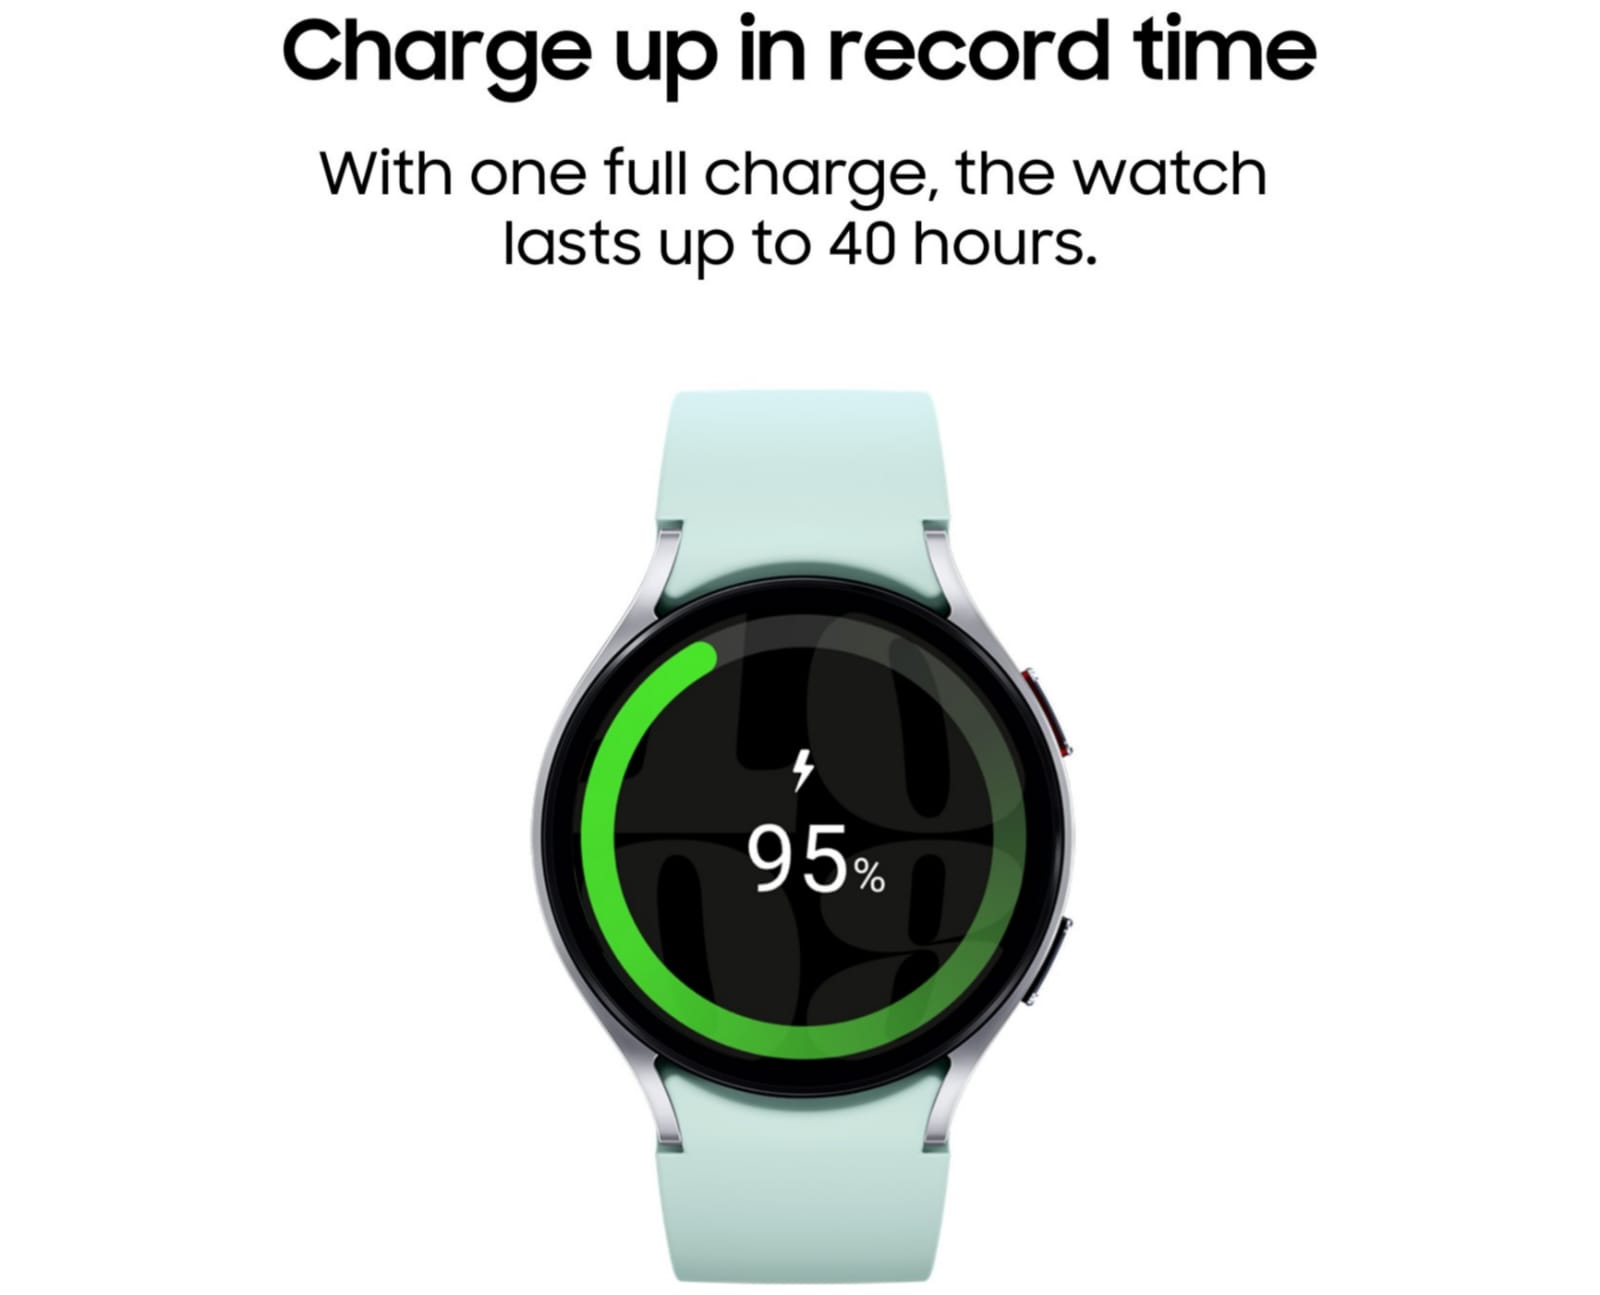 Charge up in record time
With one full charge, the watch
lasts up to 40 hours.
95%